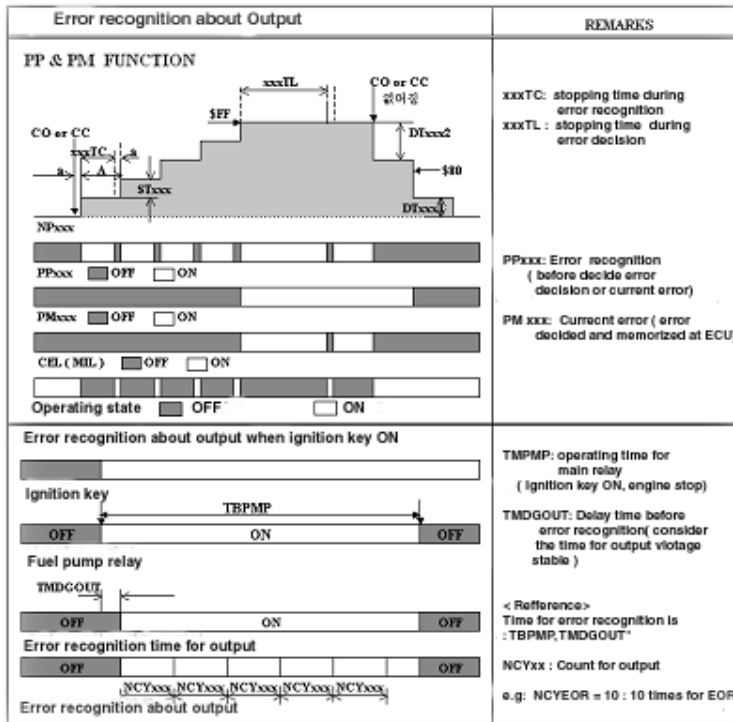 Error recognition about Output
REMARKS
PP & PM FUNCTION
xxxTL
CO or CC
없어짐
$FF
DTxxx2
CO or CC
xxxTC
a
a
A
STxxx
$80
DTxxx1
NPxxx
PPxxx OFF ON
PMxxx OFF ON
CEL ( MIL ) OFF ON
Operating state OFF ON
xxxTC: stopping time during
error recognition
xxxTL : stopping time during
error decision
PPxxx: Error recognition
( before decide error
decision or current error)
PM xxx: Currecnt error ( error
decided and memorized at ECU)
Error recognition about output when ignition key ON
Ignition key
TBPMP
OFF ON OFF
Fuel pump relay
TMDGOUT
OFF ON OFF
Error recognition time for output
OFF OFF
NCYxxx NCYxxx NCYxxx NCYxxx NCYxxx
Error recognition about output
TMPMP: operating time for
main relay
( Ignition key ON, engine stop)
TMDGOUT: Delay time before
error recognition( consider
the time for output viotage
stable )
< Refference>
Time for error recognition is
: TBPMP,TMDGOUT"
NCYxx : Count for output
e.g: NCYEOR = 10 : 10 times for EOR